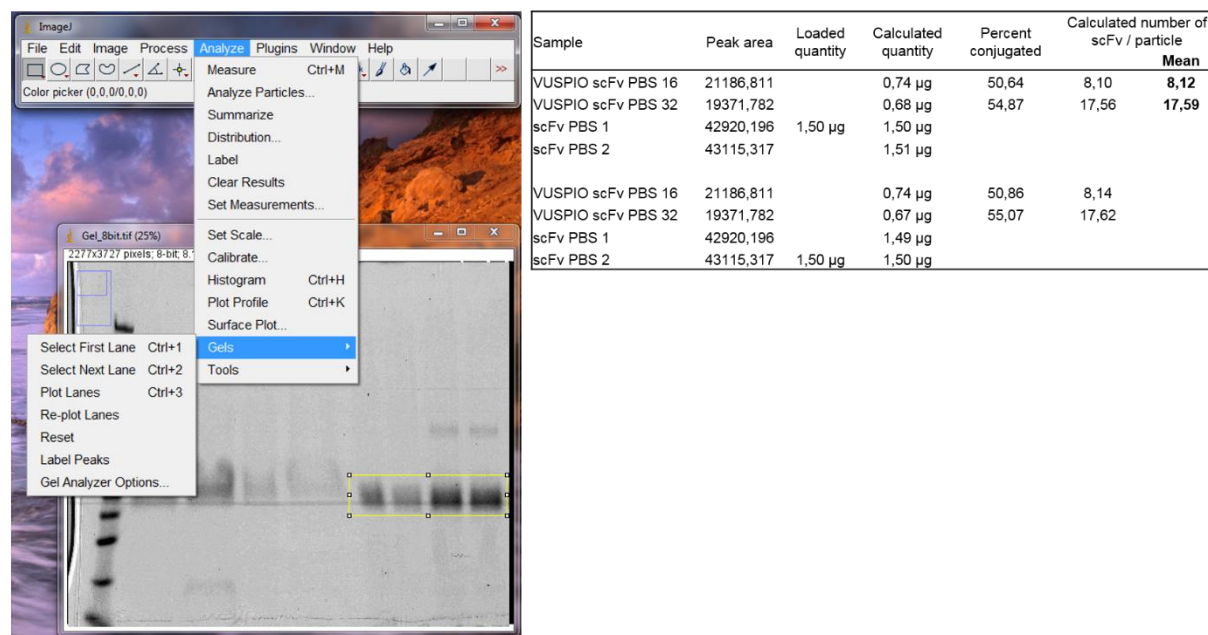 ImageJ
File Edit Image Process Analyze Plugins Window Help
>>
Color picker (0,0,0/0,0,0)
Measure Ctrl+M
Analyze Particles...
Summarize
Distribution...
Label
Clear Results
Set Measurements...
Set Scale...
Calibrate...
Histogram Ctrl+H
Plot Profile Ctrl+K
Surface Plot...
Gels
Tools
Gel_8bit.tif (25%)
2277x3727 pixels; 8-bit; 8.
Select First Lane Ctrl+1
Select Next Lane Ctrl+2
Plot Lanes Ctrl+3
Re-plot Lanes
Reset
Label Peaks
Gel Analyzer Options...
Sample Peak area Loaded quantity Calculated quantity Percent conjugated Calculated number of scFv / particle
Mean
VUSPIO scFv PBS 16 21186,811 0,74 µg 50,64 8,10 8,12
VUSPIO scFv PBS 32 19371,782 0,68 µg 54,87 17,56 17,59
scFv PBS 1 42920,196 1,50 µg 1,50 µg
scFv PBS 2 43115,317 1,51 µg
VUSPIO scFv PBS 16 21186,811 0,74 µg 50,86 8,14
VUSPIO scFv PBS 32 19371,782 0,67 µg 55,07 17,62
scFv PBS 1 42920,196 1,49 µg
scFv PBS 2 43115,317 1,50 µg 1,50 µg